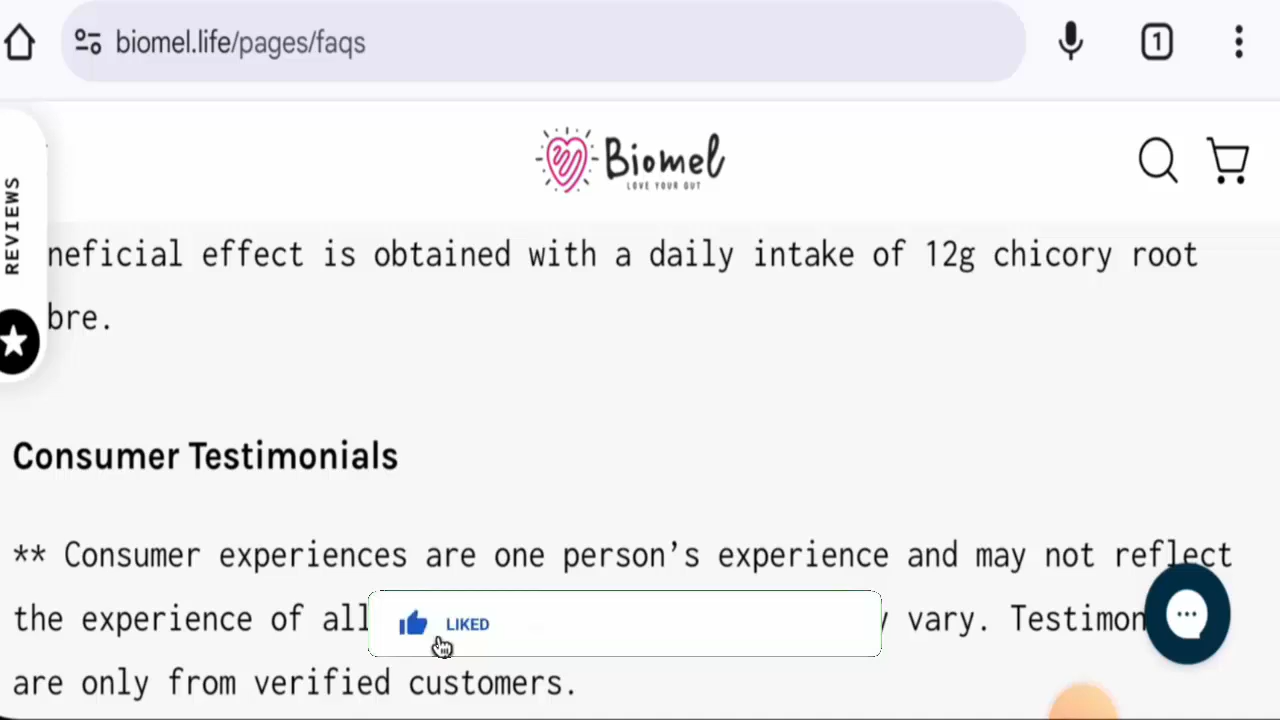 biomel.life/pages/faqs
1
REVIEWS
Biomel
LOVE YOUR GUT
neficial effect is obtained with a daily intake of 12g chicory root
bre.
Consumer Testimonials
** Consumer experiences are one person's experience and may not reflect
the experience of all vary. Testimon
are only from verified customers.
LIKED